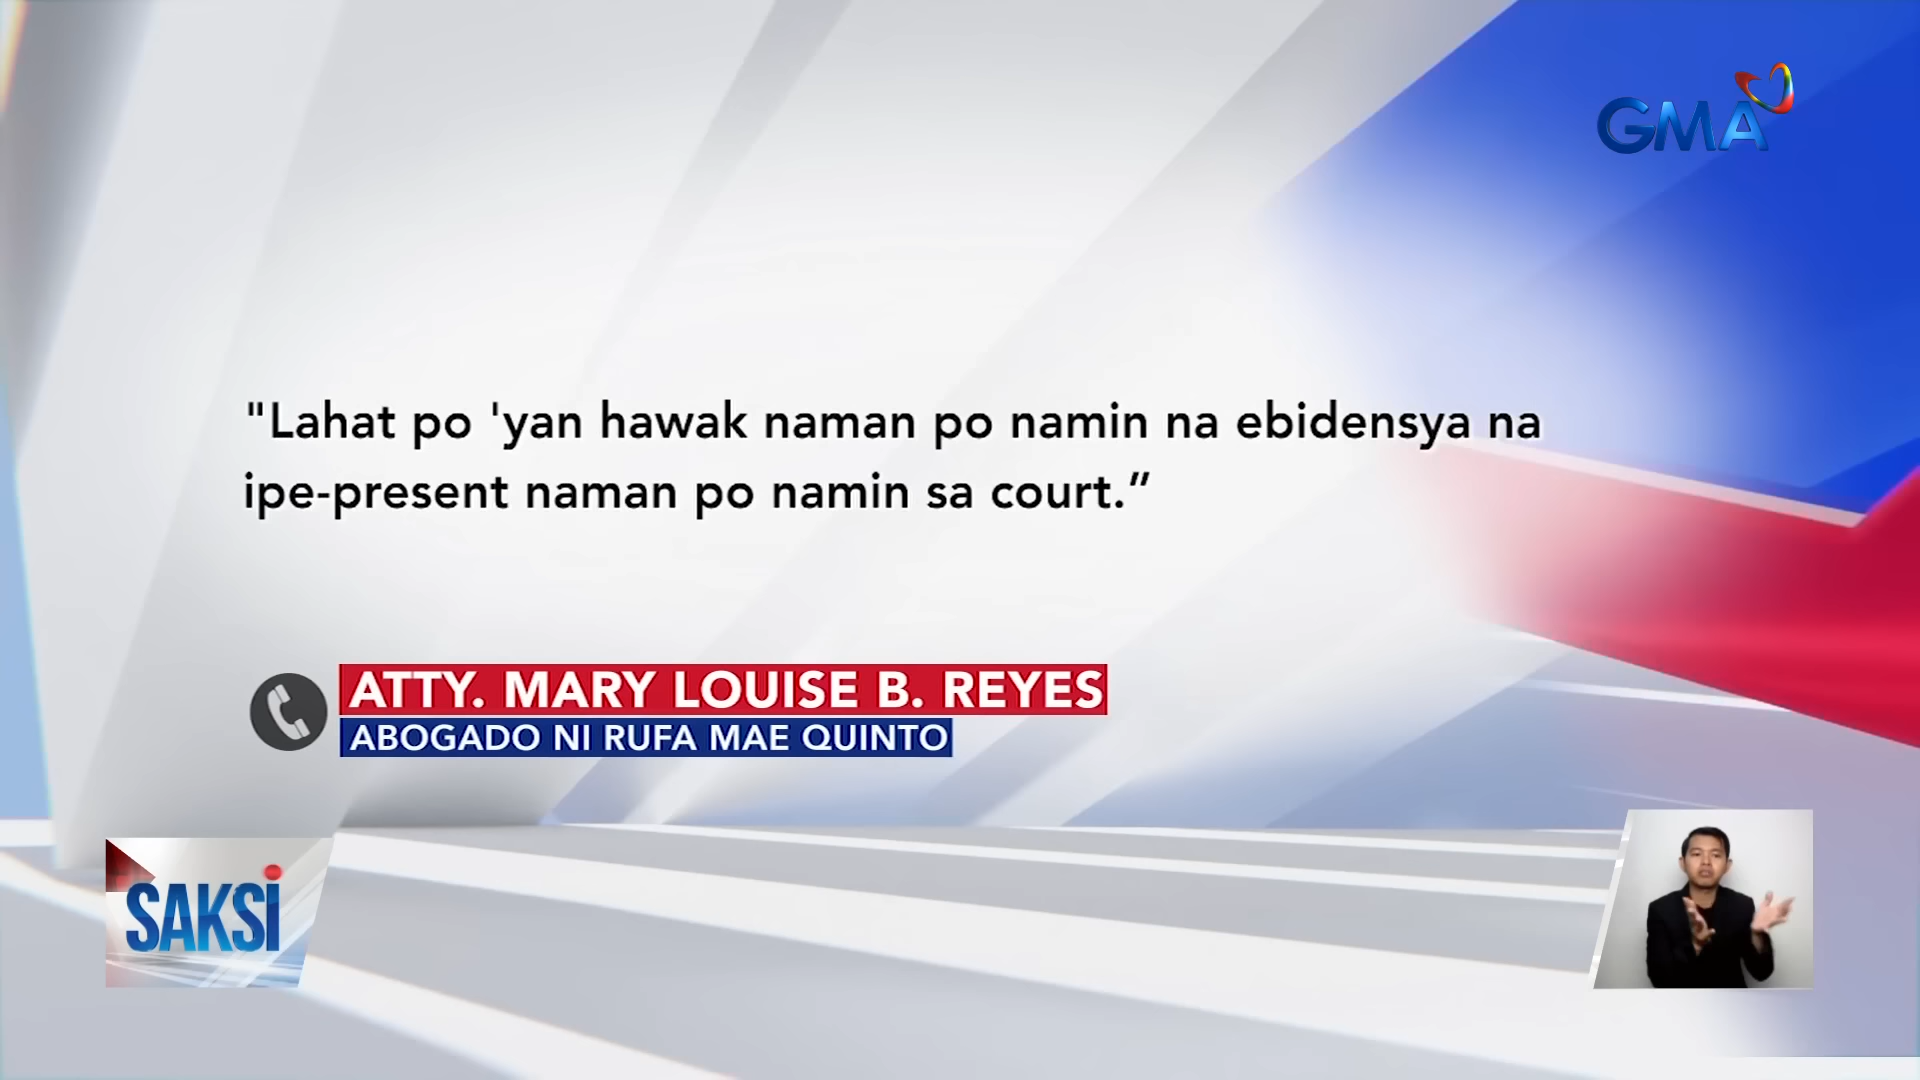 GMA
"Lahat po 'yan hawak naman po namin na ebidensya na
ipe-present naman po namin sa court.”
ATTY. MARY LOUISE B. REYES
ABOGADO NI RUFA MAE QUINTO
SAKSI